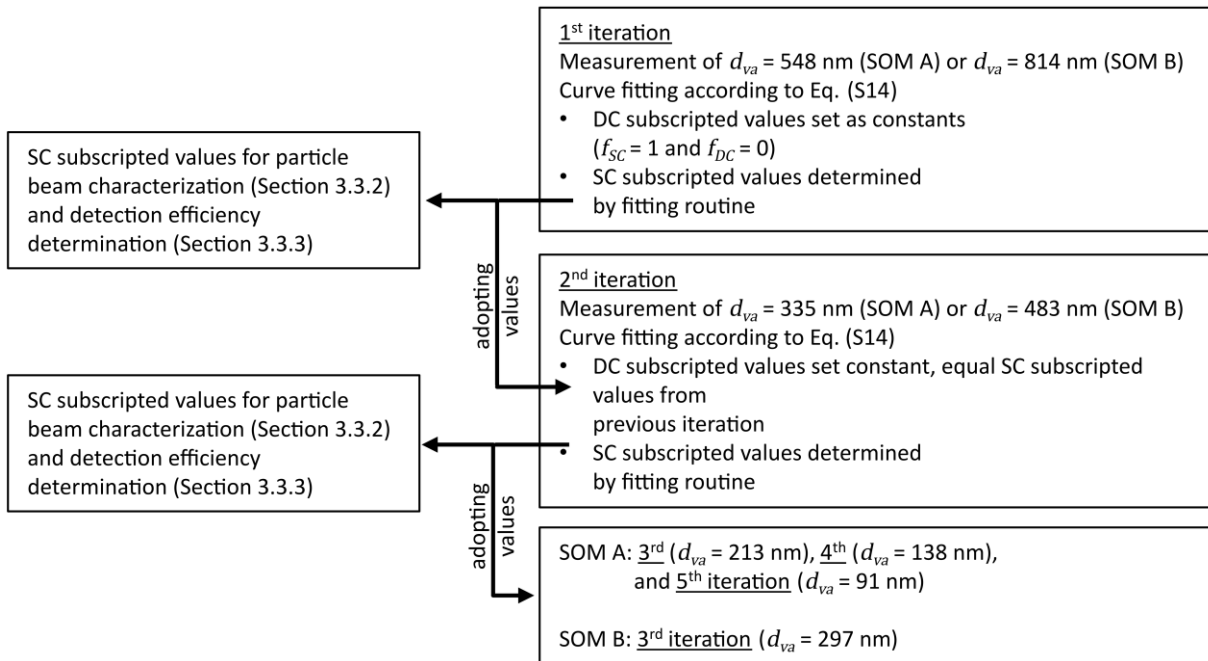 1st iteration
Measurement of dva = 548 nm (SOM A) or dva = 814 nm (SOM B)
Curve fitting according to Eq. (S14)
• DC subscripted values set as constants
(fSC = 1 and fDC = 0)
• SC subscripted values determined
by fitting routine
SC subscripted values for particle
beam characterization (Section 3.3.2)
and detection efficiency
determination (Section 3.3.3)
adopting
values
2nd iteration
Measurement of dva = 335 nm (SOM A) or dva = 483 nm (SOM B)
Curve fitting according to Eq. (S14)
• DC subscripted values set constant, equal SC subscripted
values from
previous iteration
• SC subscripted values determined
by fitting routine
SC subscripted values for particle
beam characterization (Section 3.3.2)
and detection efficiency
determination (Section 3.3.3)
adopting
values
SOM A: 3rd (dva = 213 nm), 4th (dva = 138 nm),
and 5th iteration (dva = 91 nm)
SOM B: 3rd iteration (dva = 297 nm)